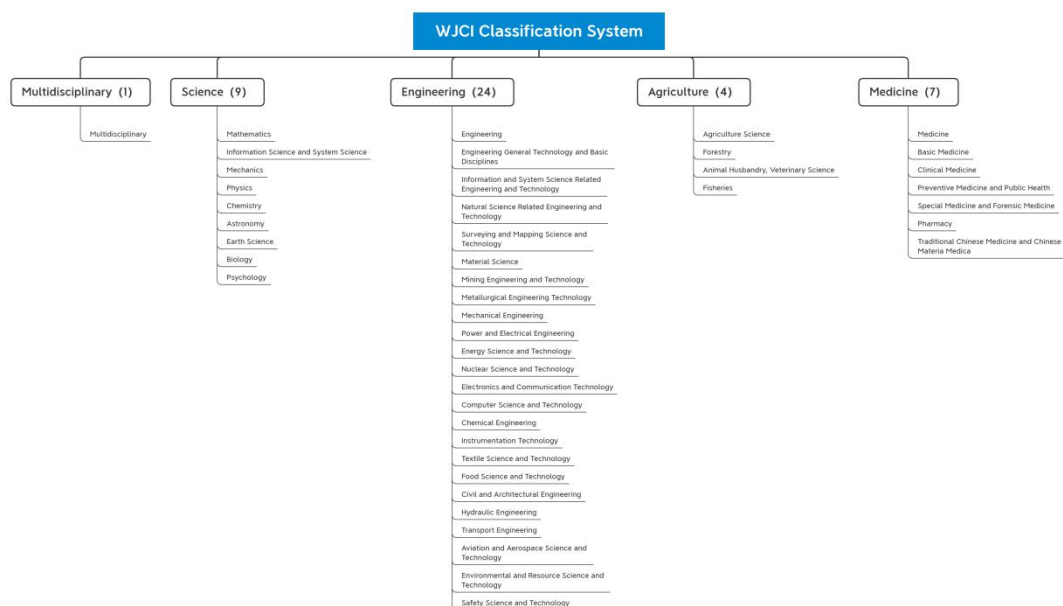 WJCI Classification System
Multidisciplinary (1)
Multidisciplinary
Science (9)
Mathematics
Information Science and System Science
Mechanics
Physics
Chemistry
Astronomy
Earth Science
Biology
Psychology
Engineering (24)
Engineering
Engineering General Technology and Basic
Disciplines
Information and System Science Related
Engineering and Technology
Natural Science Related Engineering and
Technology
Surveying and Mapping Science and
Technology
Material Science
Mining Engineering and Technology
Metallurgical Engineering Technology
Mechanical Engineering
Power and Electrical Engineering
Energy Science and Technology
Nuclear Science and Technology
Electronics and Communication Technology
Computer Science and Technology
Chemical Engineering
Instrumentation Technology
Textile Science and Technology
Food Science and Technology
Civil and Architectural Engineering
Hydraulic Engineering
Transport Engineering
Aviation and Aerospace Science and
Technology
Environmental and Resource Science and
Technology
Safety Science and Technology
Agriculture (4)
Agriculture Science
Forestry
Animal Husbandry, Veterinary Science
Fisheries
Medicine (7)
Medicine
Basic Medicine
Clinical Medicine
Preventive Medicine and Public Health
Special Medicine and Forensic Medicine
Pharmacy
Traditional Chinese Medicine and Chinese
Materia Medica